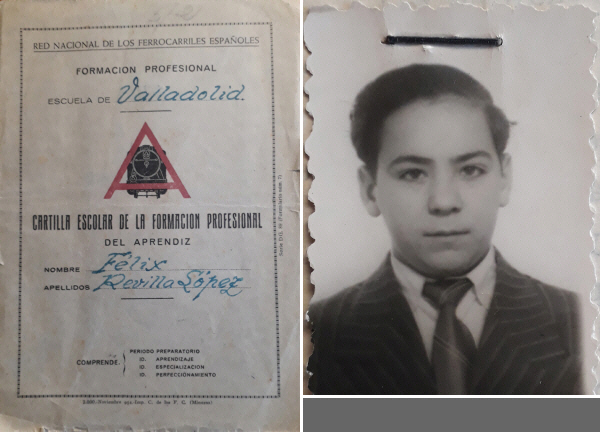 RED NACIONAL DE LOS FERROCARRILES ESPAÑOLES
FORMACION PROFESIONAL
ESCUELA DE Valladolid.
CARTILLA ESCOLAR DE LA FORMACION PROFESIONAL
DEL APRENDIZ
NOMBRE Félix
APELLIDOS Revilla López
COMPRENDE:
PERIODO PREPARATORIO
ID. APRENDIZAJE
ID. ESPECIALIZACION
ID. PERFECCIONAMIENTO